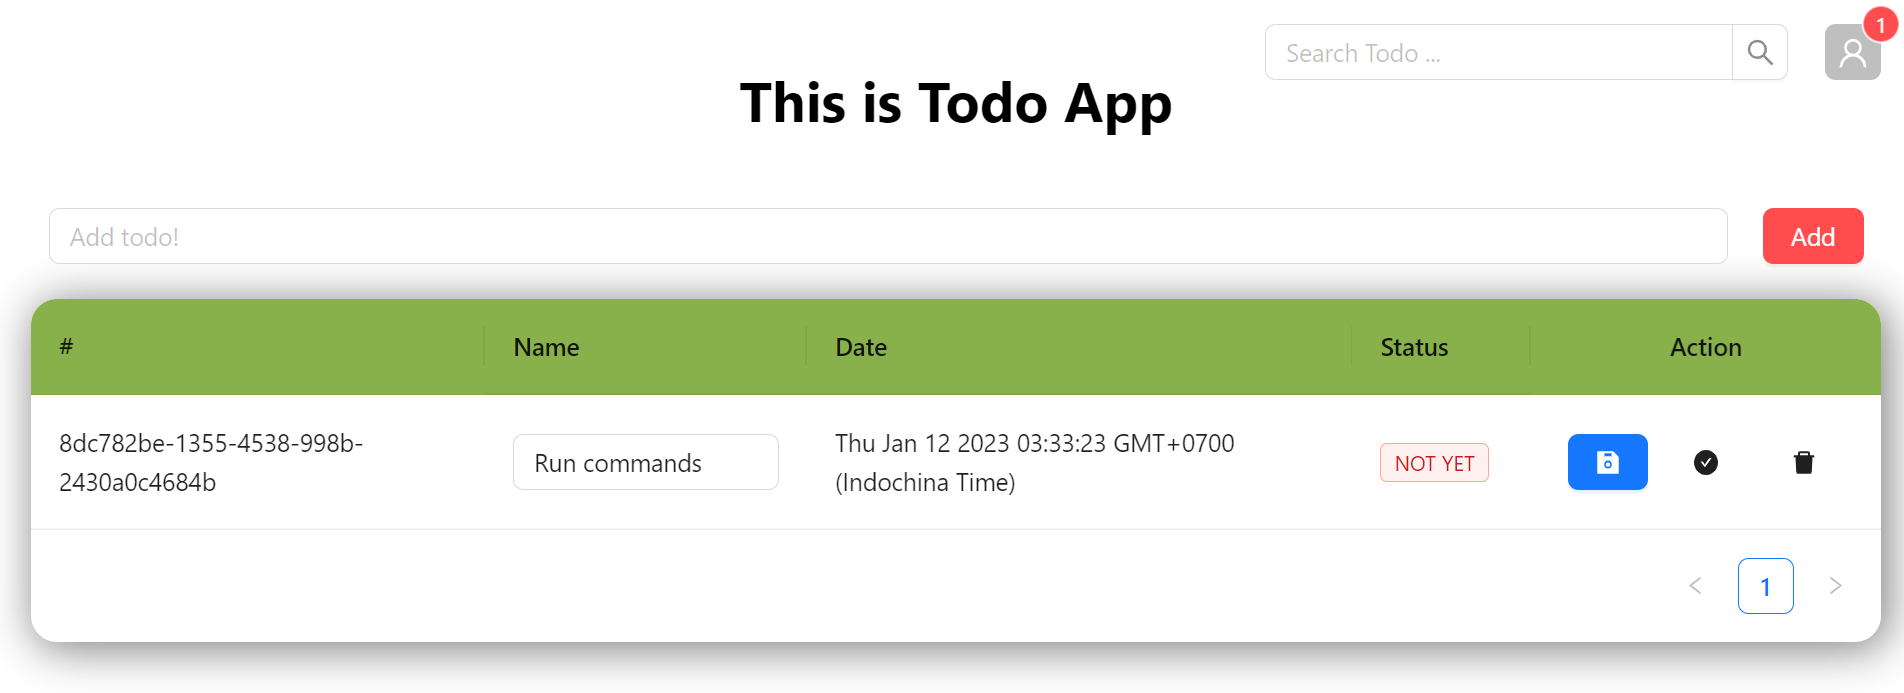 Search Todo ...
1
This is Todo App
Add todo!
Add
# Name Date Status Action
8dc782be-1355-4538-998b-
2430a0c4684b
Run commands
Thu Jan 12 2023 03:33:23 GMT+0700
(Indochina Time)
NOT YET
1